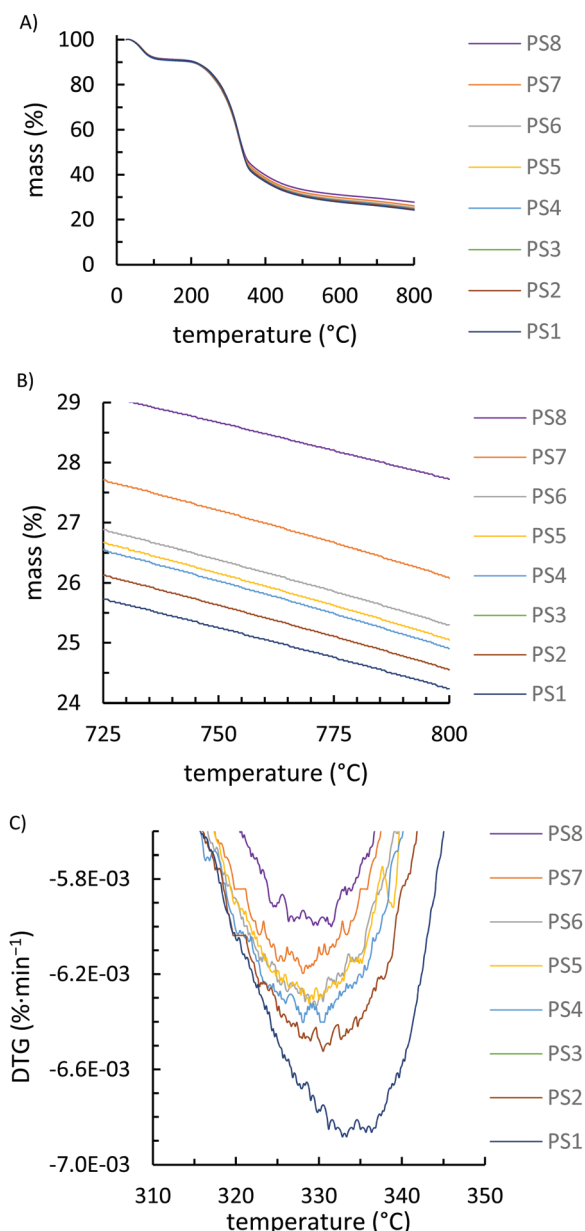 A)
100
80
60
40
20
0
mass (%)
0 200 400 600 800
temperature (°C)
PS8
PS7
PS6
PS5
PS4
PS3
PS2
PS1
B)
29
28
27
26
25
24
mass (%)
725 750 775 800
temperature (°C)
PS8
PS7
PS6
PS5
PS4
PS3
PS2
PS1
C)
-5.8E-03
-6.2E-03
-6.6E-03
-7.0E-03
DTG (%·min⁻¹)
310 320 330 340 350
temperature (°C)
PS8
PS7
PS6
PS5
PS4
PS3
PS2
PS1